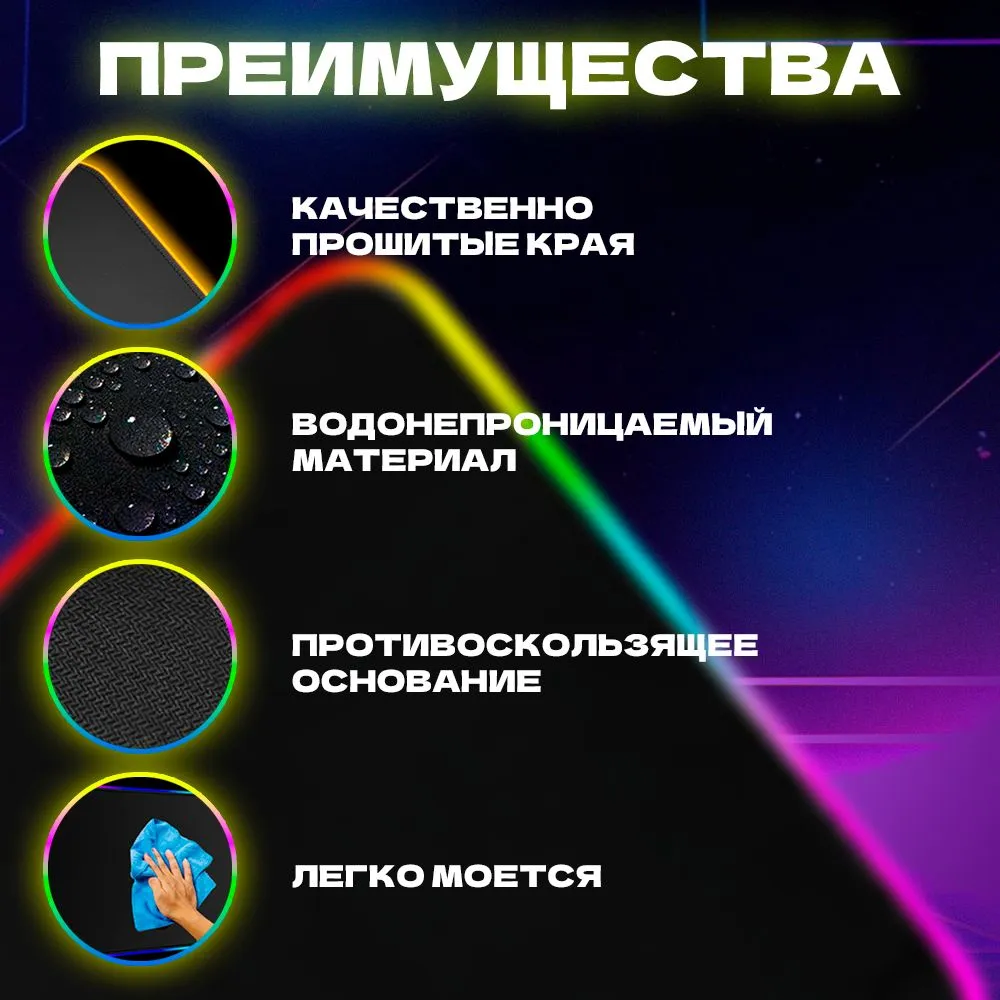 ПРЕИМУЩЕСТВА
КАЧЕСТВЕННО
ПРОШИТЫЕ КРАЯ
ВОДОНЕПРОНИЦАЕМЫЙ
МАТЕРИАЛ
ПРОТИВОСКОЛЬЗЯЩЕЕ
ОСНОВАНИЕ
ЛЕГКО МОЕТСЯ